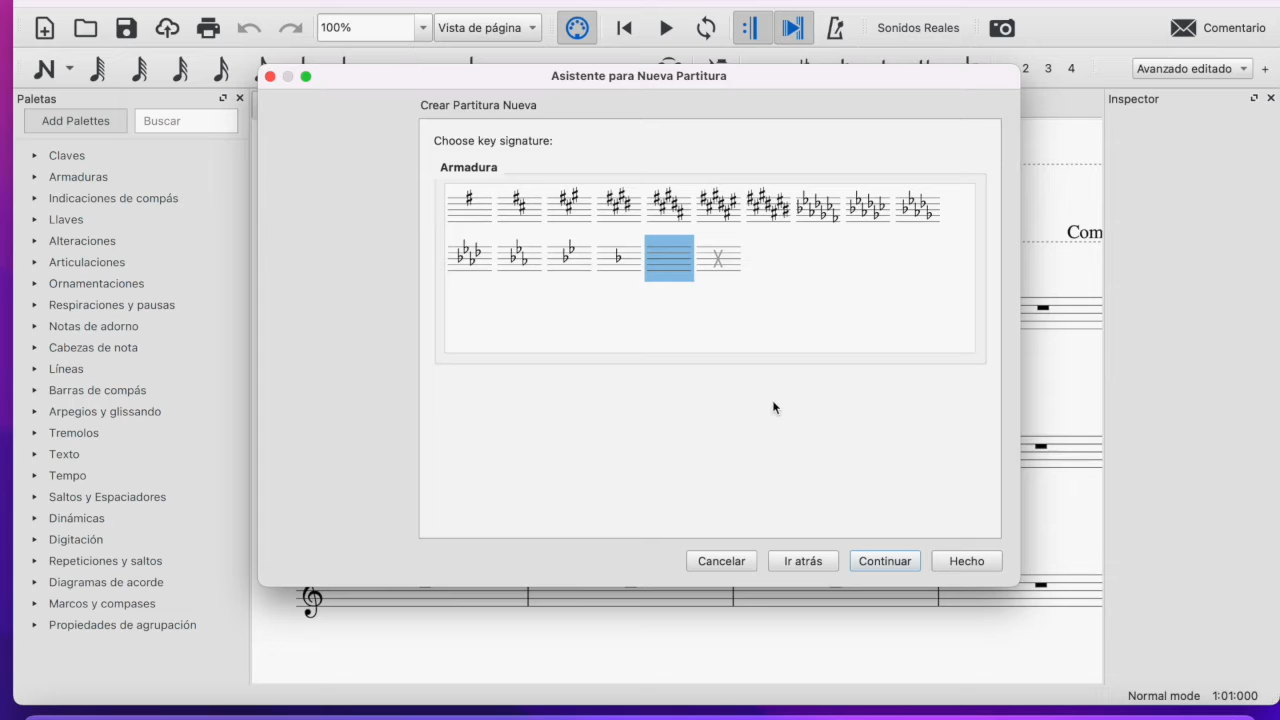 100%
Vista de página
Sonidos Reales
Comentario
2 3 4
Avanzado editado
+
Paletas
Add Palettes
Buscar
Claves
Armaduras
Indicaciones de compás
Llaves
Alteraciones
Articulaciones
Ornamentaciones
Respiraciones y pausas
Notas de adorno
Cabezas de nota
Líneas
Barras de compás
Arpegios y glissando
Tremolos
Texto
Tempo
Saltos y Espaciadores
Dinámicas
Digitación
Repeticiones y saltos
Diagramas de acorde
Marcos y compases
Propiedades de agrupación
Asistente para Nueva Partitura
Crear Partitura Nueva
Choose key signature:
Armadura
Cancelar
Ir atrás
Continuar
Hecho
Inspector
Com
Normal mode 1:01:000